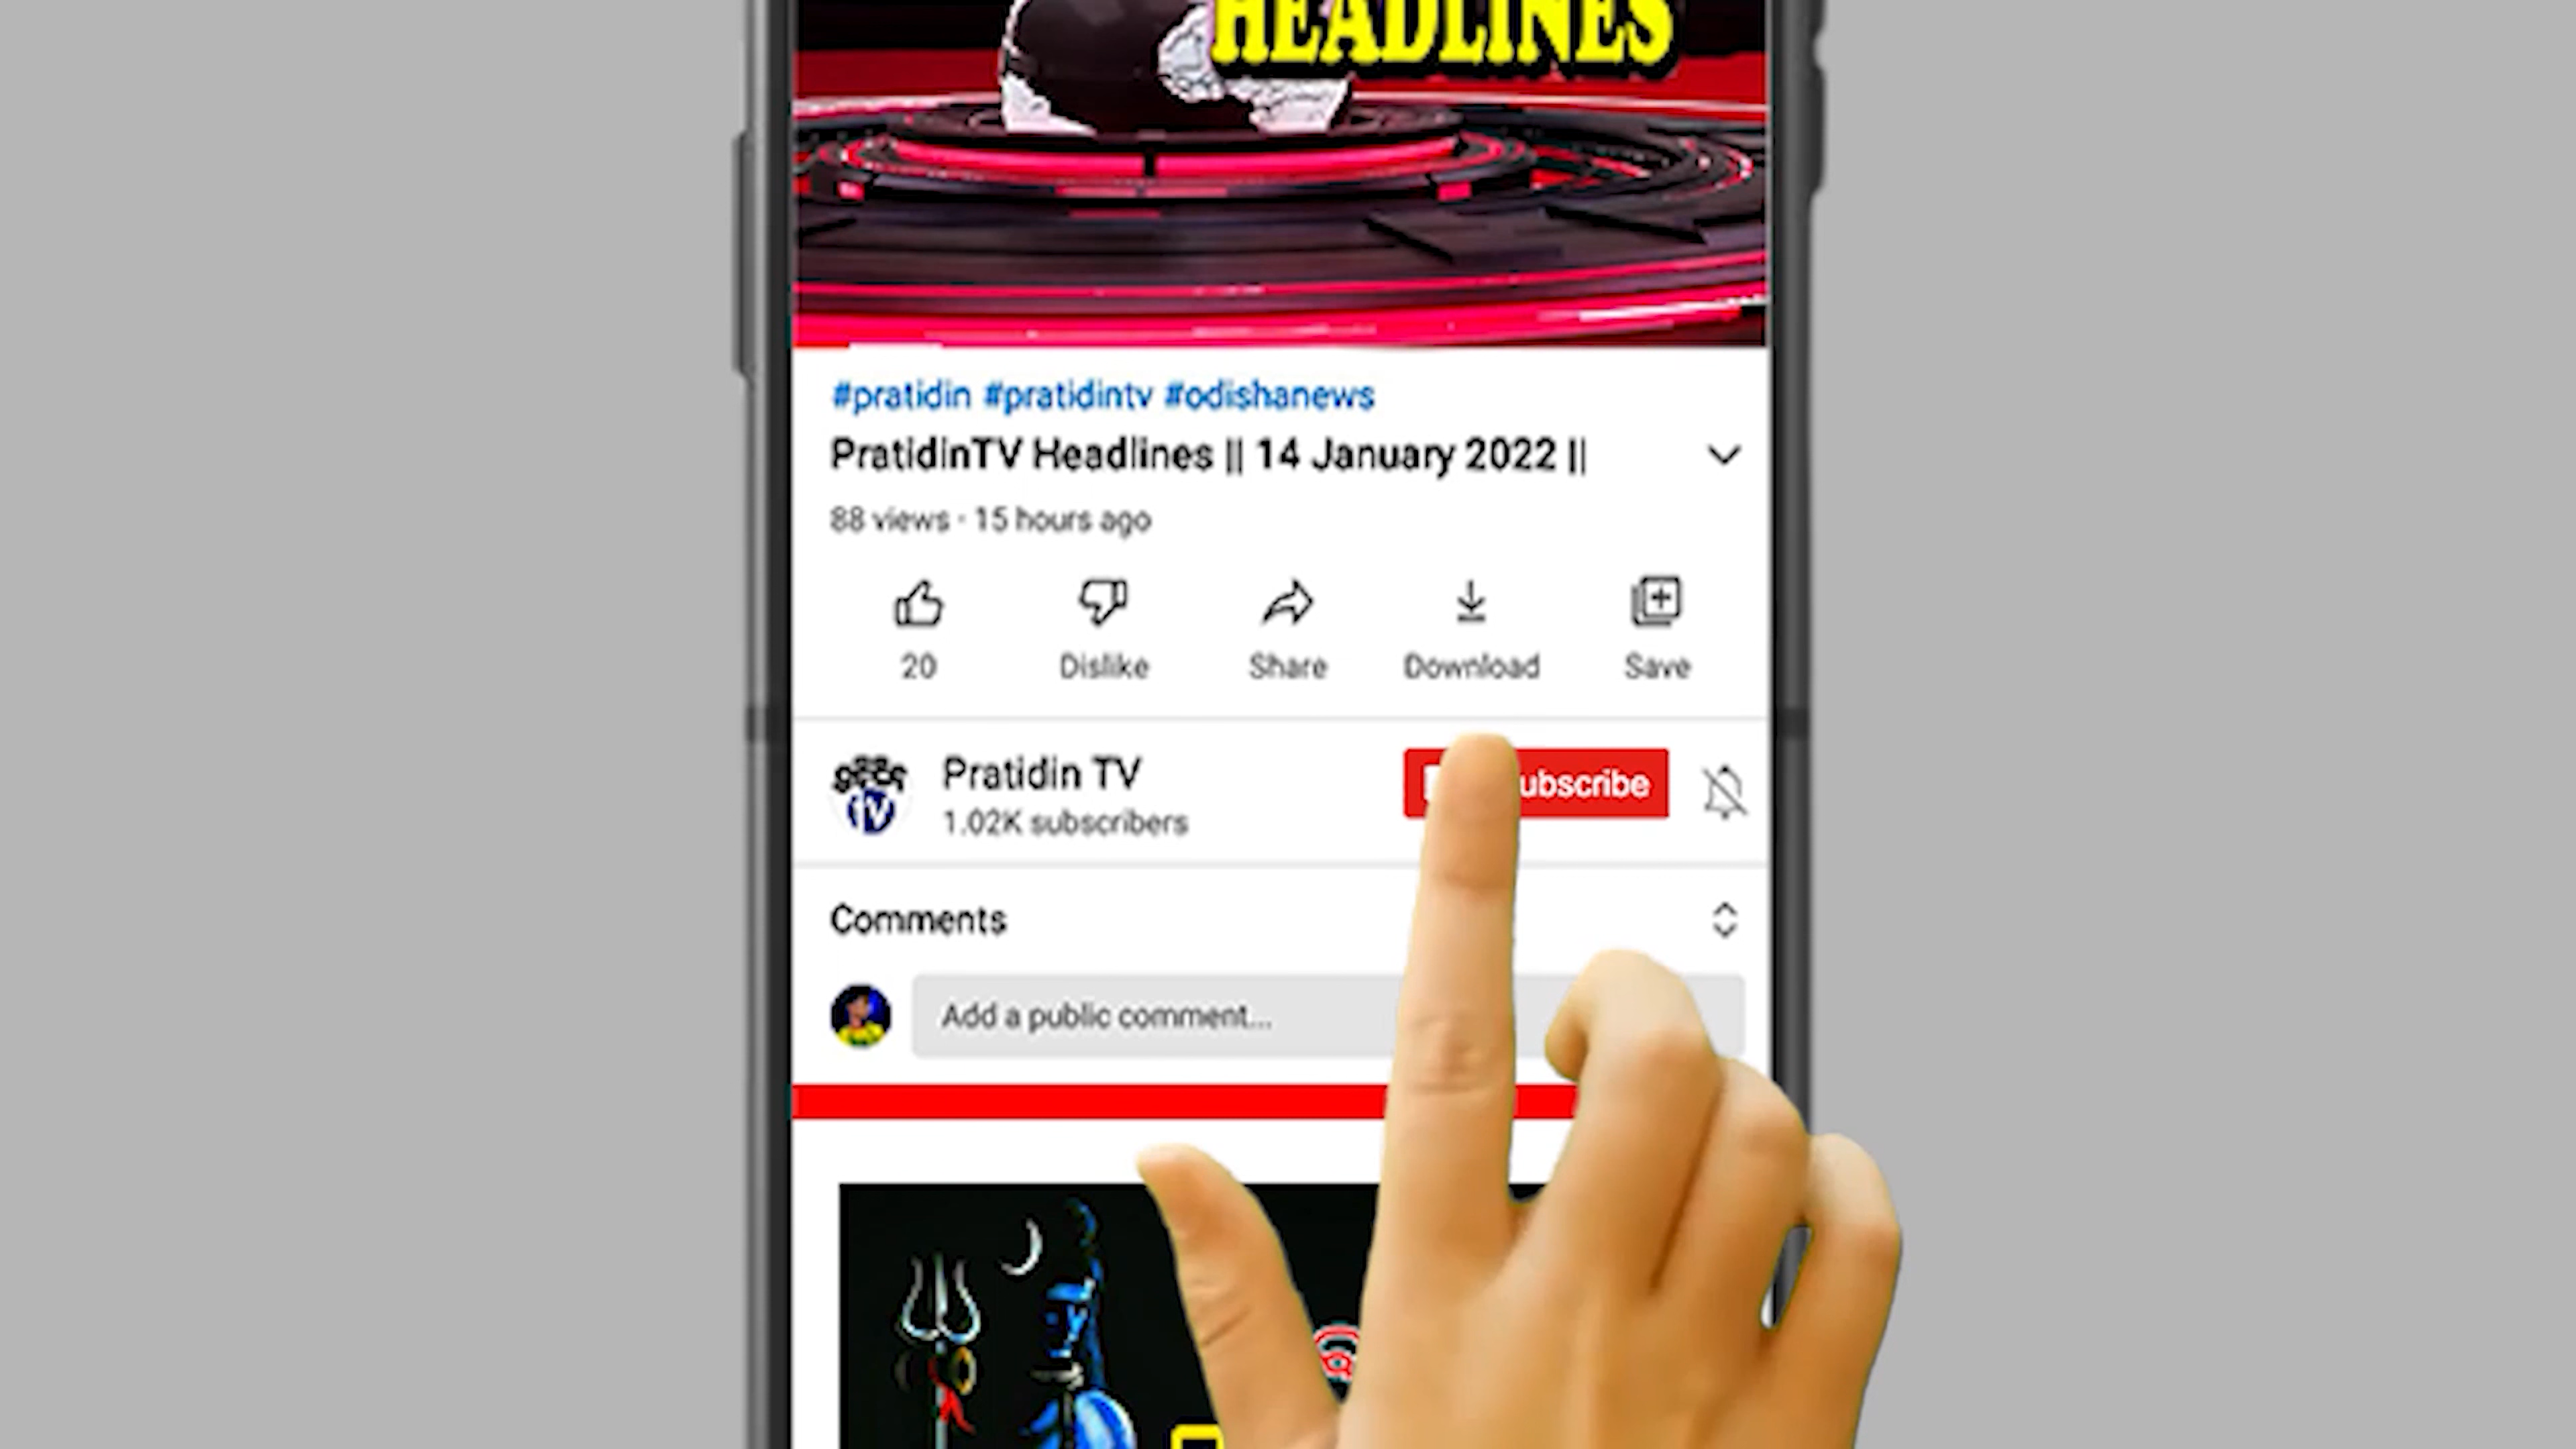 HEADLINES
#pratidin #pratidintv #odishanews
PratidinTV Headlines || 14 January 2022 ||
88 views · 15 hours ago
20
Dislike
Share
Download
Save
Pratidin TV
1.02K subscribers
ubscribe
Comments
Add a public comment...